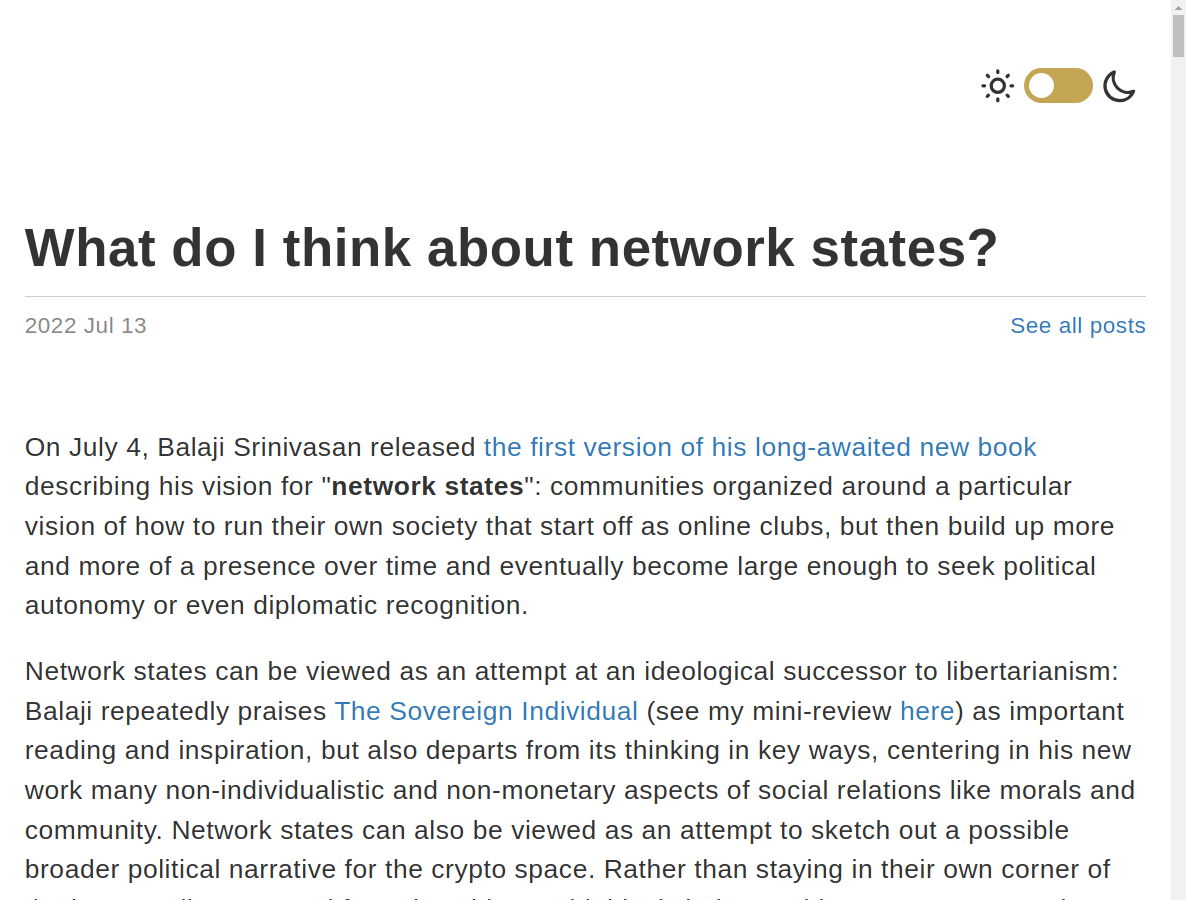 What do I think about network states?
2022 Jul 13
See all posts
On July 4, Balaji Srinivasan released the first version of his long-awaited new book
describing his vision for "network states": communities organized around a particular
vision of how to run their own society that start off as online clubs, but then build up more
and more of a presence over time and eventually become large enough to seek political
autonomy or even diplomatic recognition.
Network states can be viewed as an attempt at an ideological successor to libertarianism:
Balaji repeatedly praises The Sovereign Individual (see my mini-review here) as important
reading and inspiration, but also departs from its thinking in key ways, centering in his new
work many non-individualistic and non-monetary aspects of social relations like morals and
community. Network states can also be viewed as an attempt to sketch out a possible
broader political narrative for the crypto space. Rather than staying in their own corner of